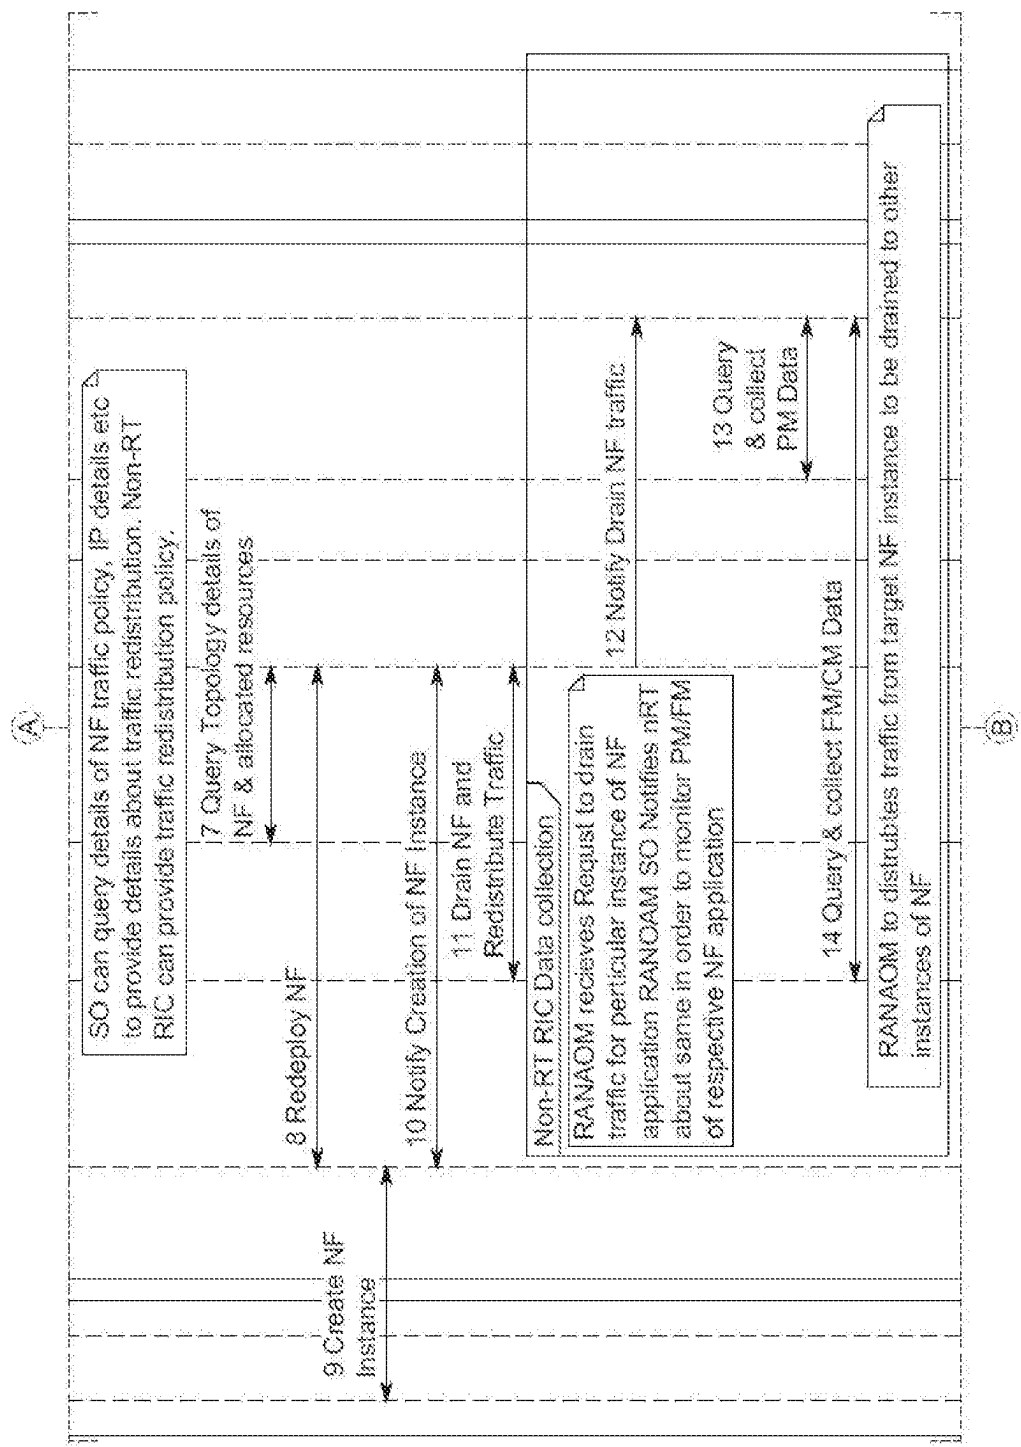 A
SO can query details of NF traffic policy, IP details etc
to provide details about traffic redistribution. Non-RT
RIC can provide traffic redistribution policy.
7 Query Topology details of
NF & allocated resources
8 Redeploy NF
9 Create NF
Instance
10 Notify Creation of NF Instance
11 Drain NF and
Redistribute Traffic
Non-RT RIC Data collection
RANAOM recieves Requst to drain
traffic for perticular instance of NF
application RANOAM SO Notifies nRT
about same in order to monitor PM/FM
of respective NF application
12 Notify Drain NF traffic
13 Query
& collect
PM Data
14 Query & collect FM/CM Data
RANAOM to distrubtes traffic from target NF instance to be drained to other
instances of NF
B